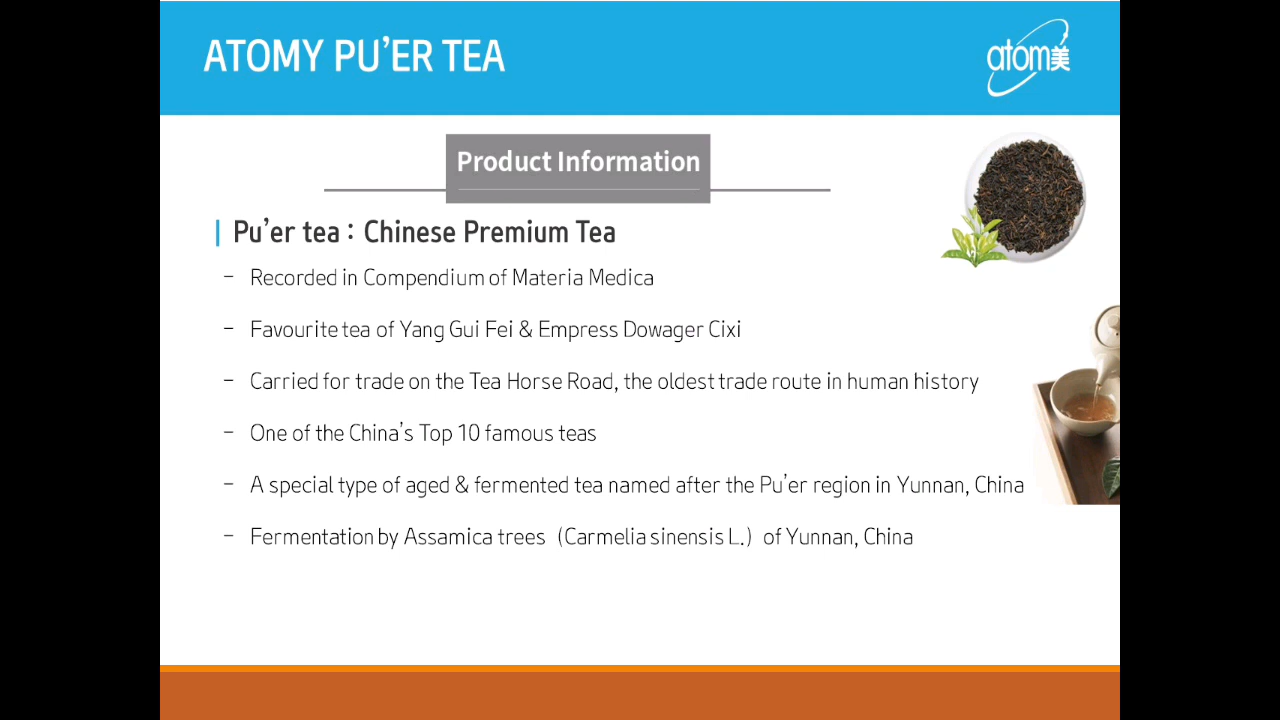 ATOMY PU’ER TEA
atom美
Product Information
Pu’er tea : Chinese Premium Tea
- Recorded in Compendium of Materia Medica
- Favourite tea of Yang Gui Fei & Empress Dowager Cixi
- Carried for trade on the Tea Horse Road, the oldest trade route in human history
- One of the China’s Top 10 famous teas
- A special type of aged & fermented tea named after the Pu’er region in Yunnan, China
- Fermentation by Assamica trees (Carmelia sinensis L.) of Yunnan, China